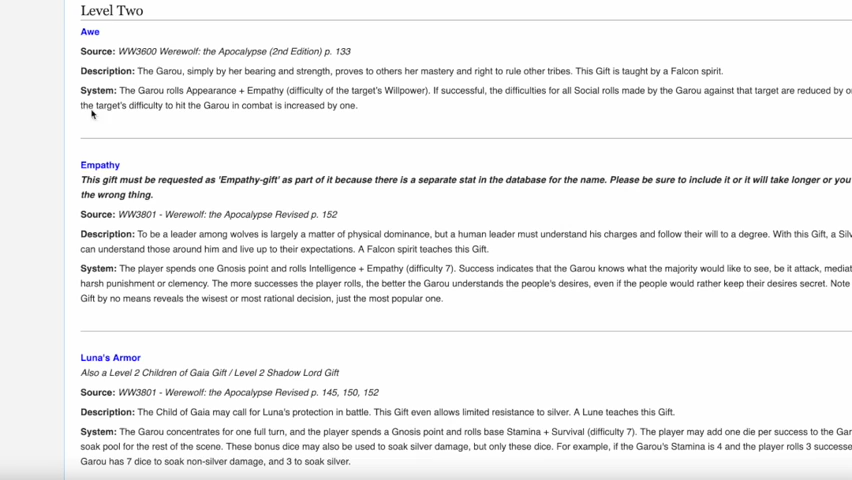 Level Two
Awe
Source: WW3600 Werewolf: the Apocalypse (2nd Edition) p. 133
Description: The Garou, simply by her bearing and strength, proves to others her mastery and right to rule other tribes. This Gift is taught by a Falcon spirit.
System: The Garou rolls Appearance + Empathy (difficulty of the target's Willpower). If successful, the difficulties for all Social rolls made by the Garou against that target are reduced by
the target's difficulty to hit the Garou in combat is increased by one.
Empathy
This gift must be requested as 'Empathy-gift' as part of it because there is a separate stat in the database for the name. Please be sure to include it or it will take longer or you
the wrong thing.
Source: WW3801 - Werewolf: the Apocalypse Revised p. 152
Description: To be a leader among wolves is largely a matter of physical dominance, but a human leader must understand his charges and follow their will to a degree. With this Gift, a
can understand those around him and live up to their expectations. A Falcon spirit teaches this Gift.
System: The player spends one Gnosis point and rolls Intelligence + Empathy (difficulty 7). Success indicates that the Garou knows what the majority would like to see, be it attack,
harsh punishment or clemency. The more successes the player rolls, the better the Garou understands the people's desires, even if the people would rather keep their desires secret. Note
Gift by no means reveals the wisest or most rational decision, just the most popular one.
Luna's Armor
Also a Level 2 Children of Gaia Gift / Level 2 Shadow Lord Gift
Source: WW3801 - Werewolf: the Apocalypse Revised p. 145, 150, 152
Description: The Child of Gaia may call for Luna's protection in battle. This Gift even allows limited resistance to silver. A Lune teaches this Gift.
System: The Garou concentrates for one full turn, and the player spends a Gnosis point and rolls base Stamina + Survival (difficulty 7). The player may add one die per success to the
soak pool for the rest of the scene. These bonus dice may also be used to soak silver damage, but only these dice. For example, if the Garou's Stamina is 4 and the player rolls 3
Garou has 7 dice to soak non-silver damage, and 3 to soak silver.